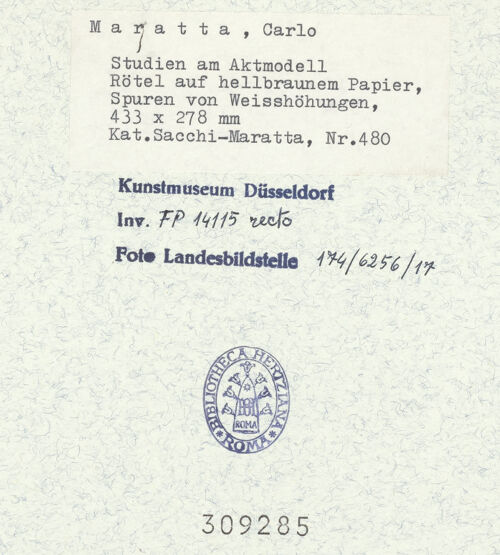 Maratta, Carlo
Studien am Aktmodell
Rötel auf hellbraunem Papier,
Spuren von Weisshöhungen,
433 x 278 mm
Kat.Sacchi-Maratta, Nr.480
Kunstmuseum Düsseldorf
Inv. FP 14115 recto
Foto Landesbildstelle 174/6256/17
BIBLIOTHECA HERTZIANA
ROMA
*ROMA*
309285